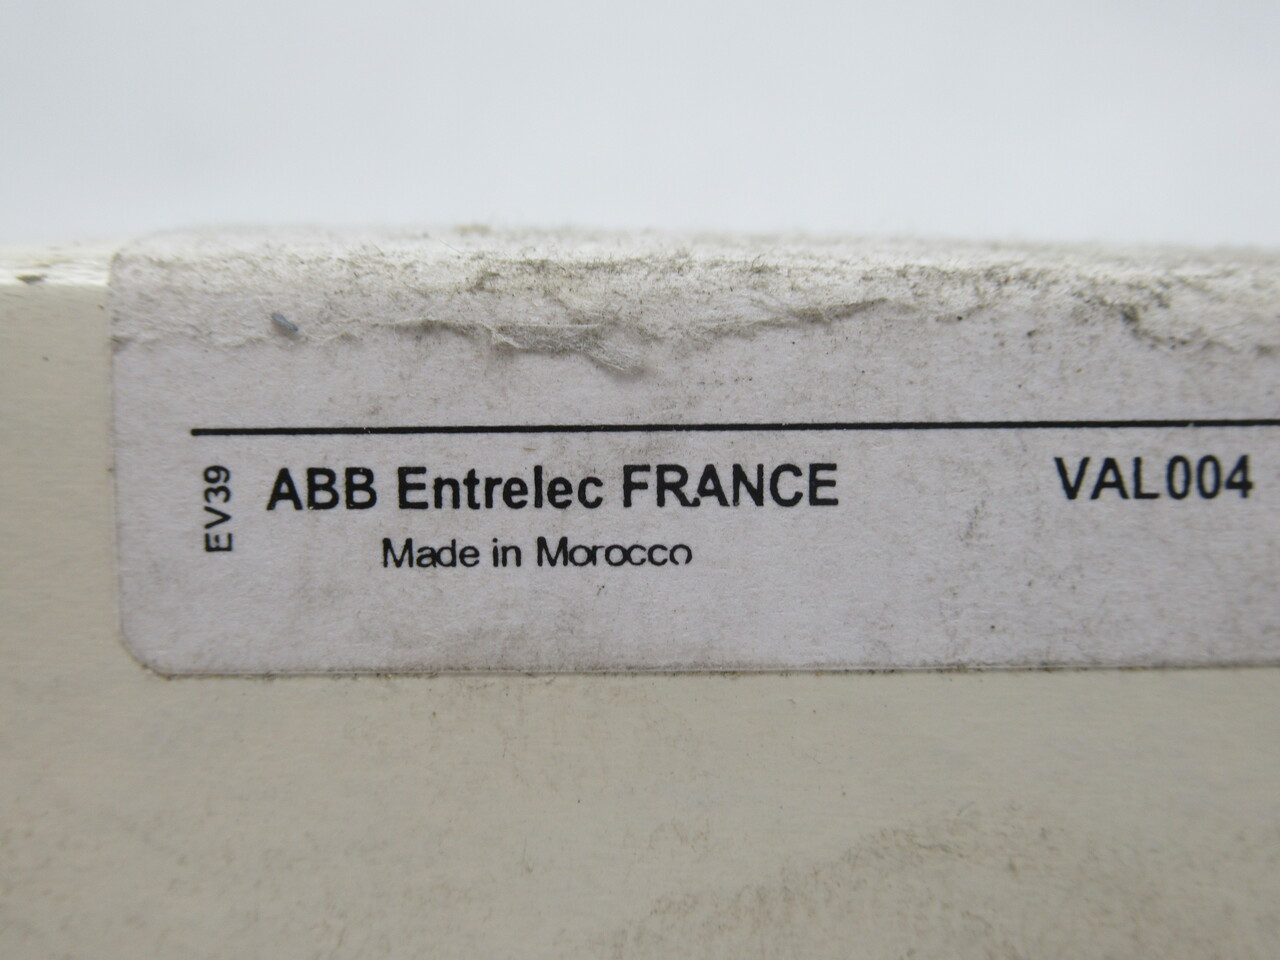 EV39
ABB Entrelec FRANCE
VAL004
Made in Morocco